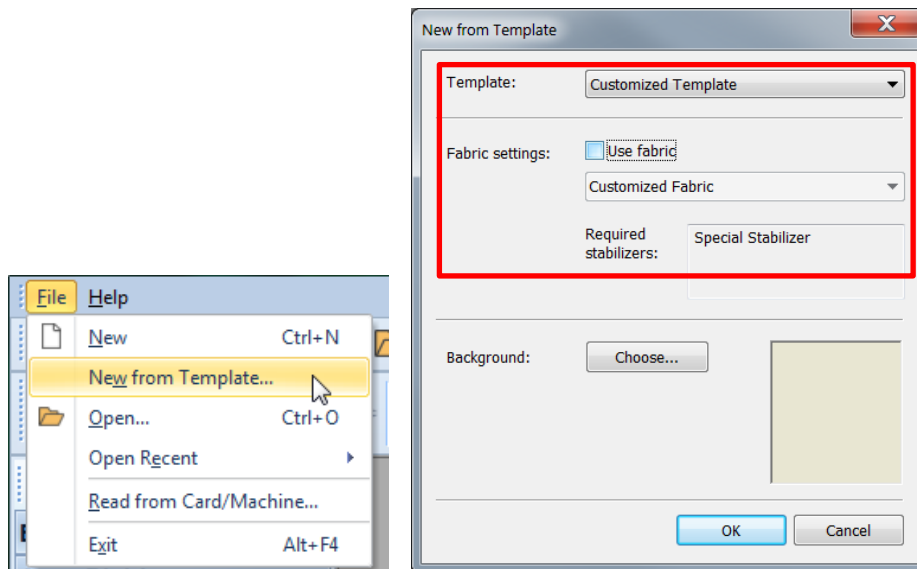 File Help
New Ctrl+N
New from Template...
Open... Ctrl+O
Open Recent
Read from Card/Machine...
Exit Alt+F4
New from Template
Template: Customized Template
Fabric settings: Use fabric
Customized Fabric
Required
stabilizers:
Special Stabilizer
Background: Choose...
OK Cancel